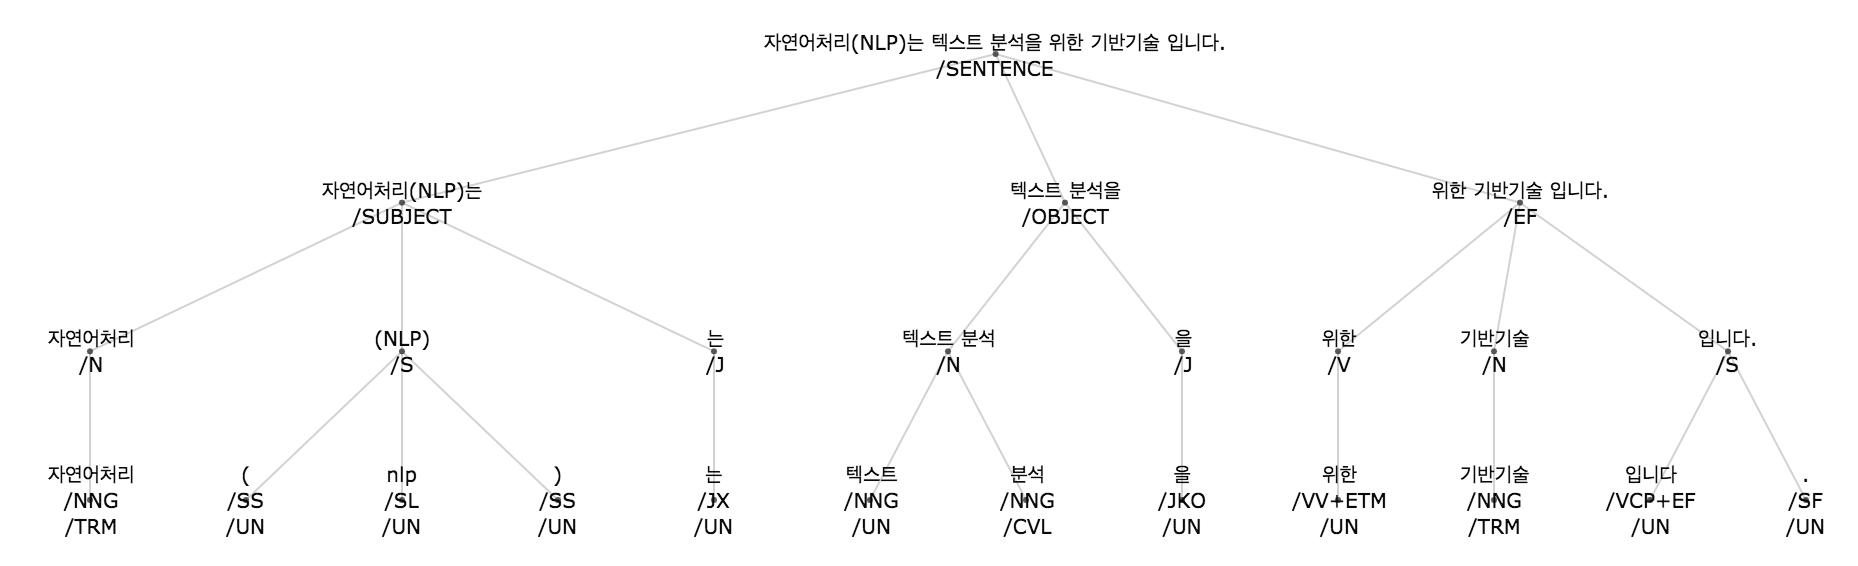 자연어처리(NLP)는 텍스트 분석을 위한 기반기술 입니다.
/SENTENCE
자연어처리(NLP)는 텍스트 분석을 위한 기반기술 입니다.
/SUBJECT /OBJECT /EF
자연어처리 (NLP) 는 텍스트 분석 을 위한 기반기술 입니다.
/N /S /J /N /J /V /N /S
자연어처리 ( nlp ) 는 텍스트 분석 을 위한 기반기술 입니다 .
/NNG /SS /SL /SS /JX /NNG /NNG /JKO /VV+ETM /NNG /VCP+EF /SF
/TRM /UN /UN /UN /UN /UN /CVL /UN /UN /TRM /UN /UN